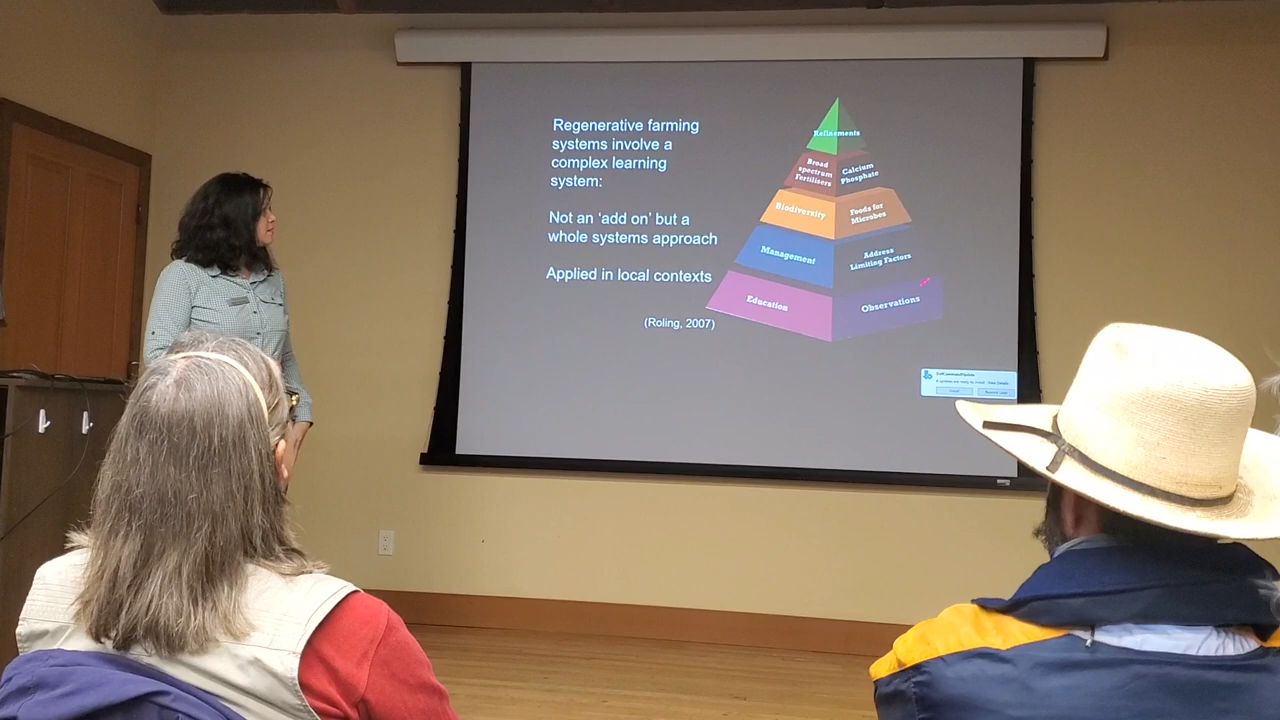 Regenerative farming
systems involve a
complex learning
system:
Not an ‘add on’ but a
whole systems approach
Applied in local contexts
(Roling, 2007)
Refinements
Broad
spectrum
Fertilisers
Calcium
Phosphate
Biodiversity
Foods for
Microbes
Management
Address
Limiting Factors
Education
Observations